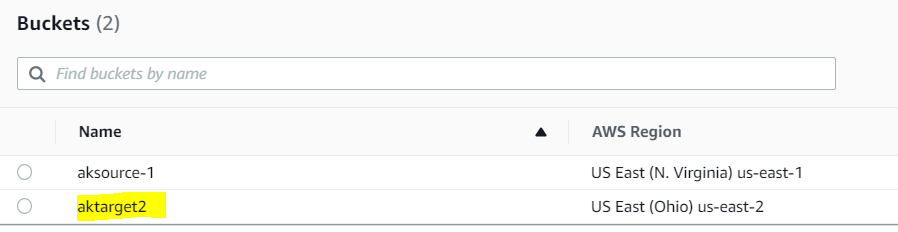 Buckets (2)
Find buckets by name
Name AWS Region
aksource-1 US East (N. Virginia) us-east-1
aktarget2 US East (Ohio) us-east-2